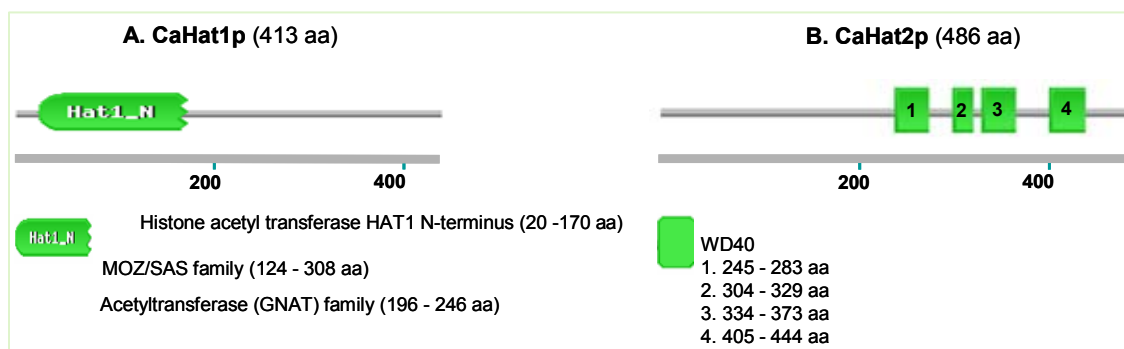 A. CaHat1p (413 aa)
B. CaHat2p (486 aa)
Hat1_N
1 2 3 4
200 400
200 400
Histone acetyl transferase HAT1 N-terminus (20 -170 aa)
Hat1_N
MOZ/SAS family (124 - 308 aa)
Acetyltransferase (GNAT) family (196 - 246 aa)
WD40
1. 245 - 283 aa
2. 304 - 329 aa
3. 334 - 373 aa
4. 405 - 444 aa